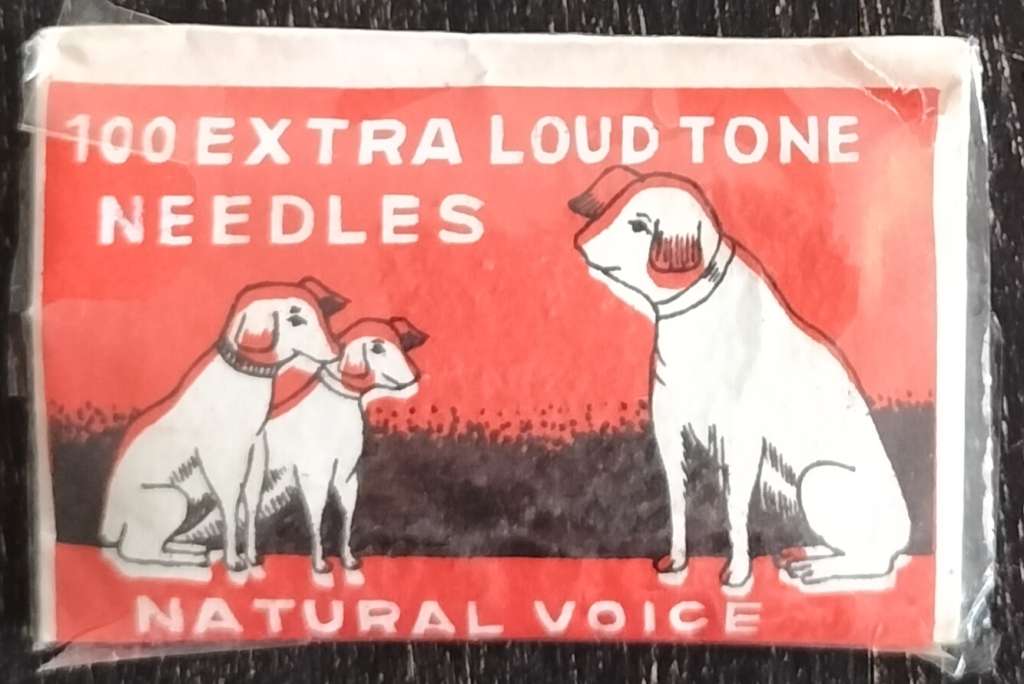 100 EXTRA LOUD TONE
NEEDLES
NATURAL VOICE